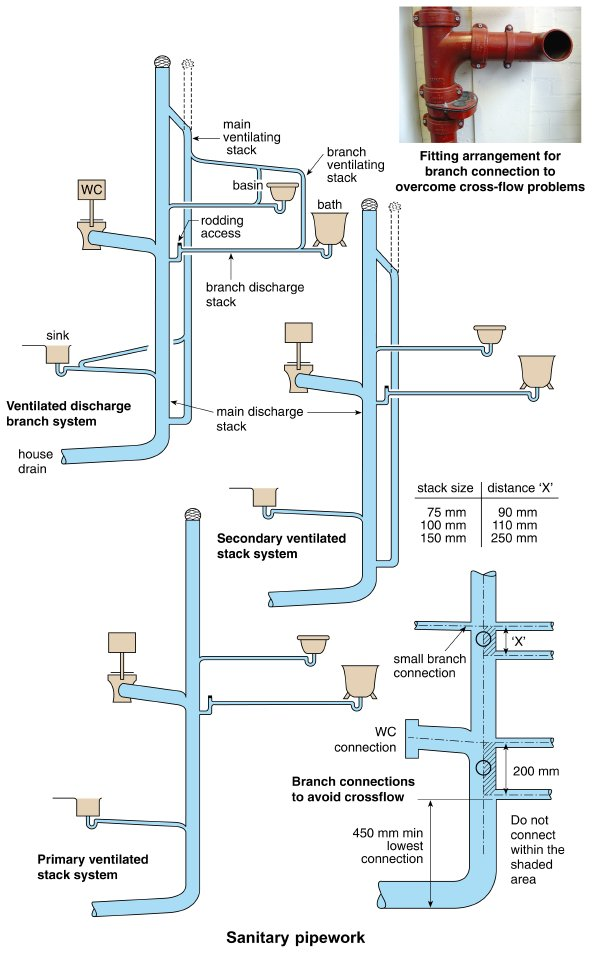 main
ventilating
stack
branch
ventilating
stack
Fitting arrangement for
branch connection to
overcome cross-flow problems
WC
basin
bath
rodding
access
branch discharge
stack
sink
Ventilated discharge
branch system
main discharge
stack
house
drain
stack size
distance ‘X’
75 mm
90 mm
100 mm
110 mm
150 mm
250 mm
Secondary ventilated
stack system
small branch
connection
‘X’
WC
connection
200 mm
Branch connections
to avoid crossflow
450 mm min
lowest
connection
Do not
connect
within the
shaded
area
Primary ventilated
stack system
Sanitary pipework